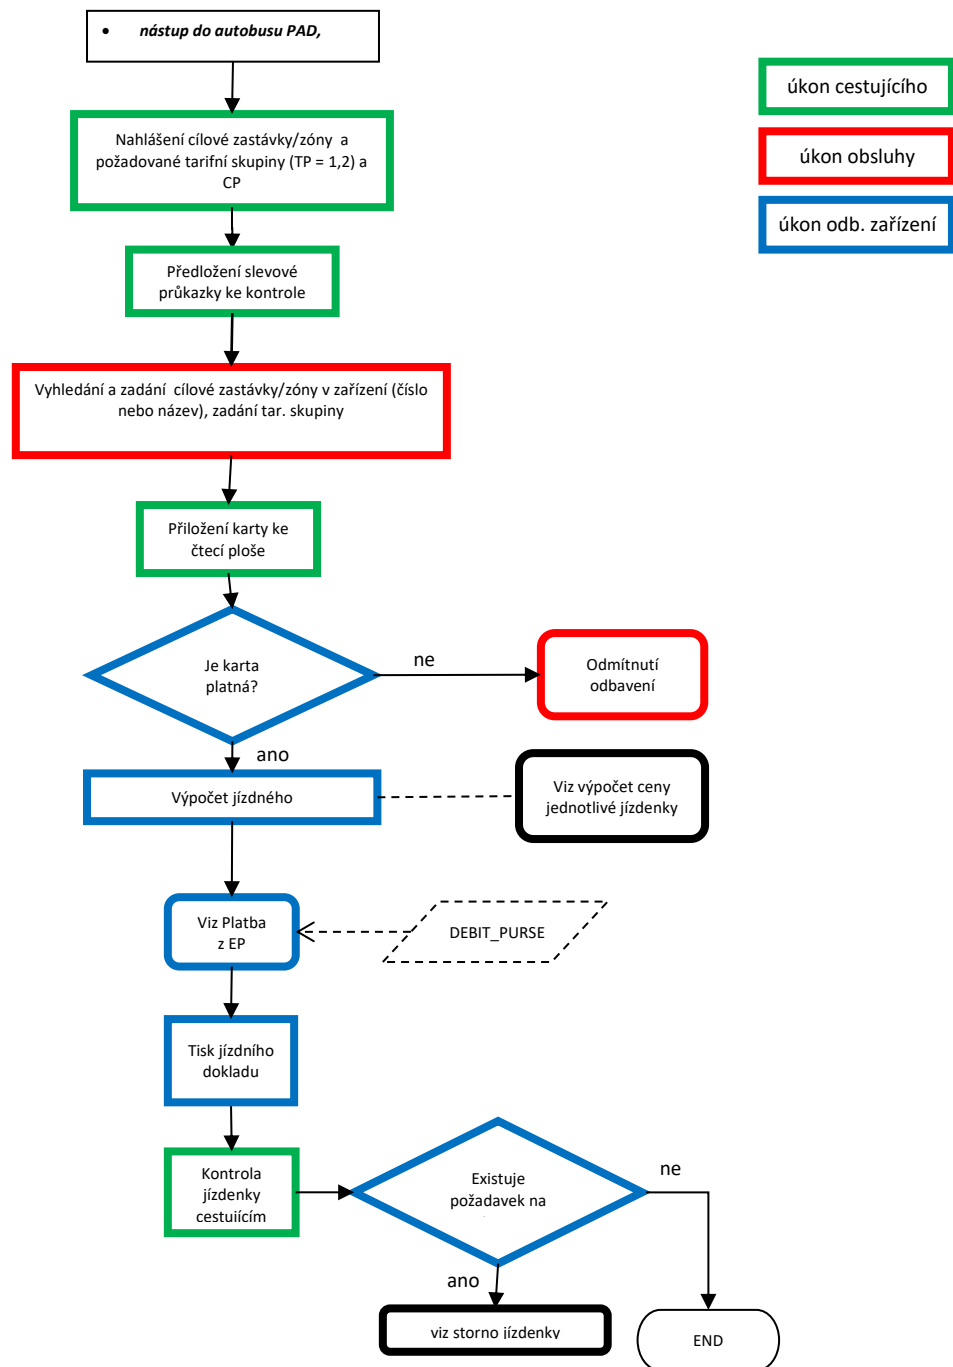 • nástup do autobusu PAD,
úkon cestujícího
úkon obsluhy
úkon odb. zařízení
Nahlášení cílové zastávky/zóny a
požadované tarifní skupiny (TP = 1,2) a
CP
Předložení slevové
průkazky ke kontrole
Vyhledání a zadání cílové zastávky/zóny v zařízení (číslo
nebo název), zadání tar. skupiny
Přiložení karty ke
čtecí ploše
Je karta
platná?
ne
Odmítnutí
odbavení
ano
Výpočet jízdného
Viz výpočet ceny
jednotlivé jízdenky
Viz Platba
z EP
DEBIT_PURSE
Tisk jízdního
dokladu
Kontrola
jízdenky
cestujícím
Existuje
požadavek na
ne
ano
viz storno jízdenky
END